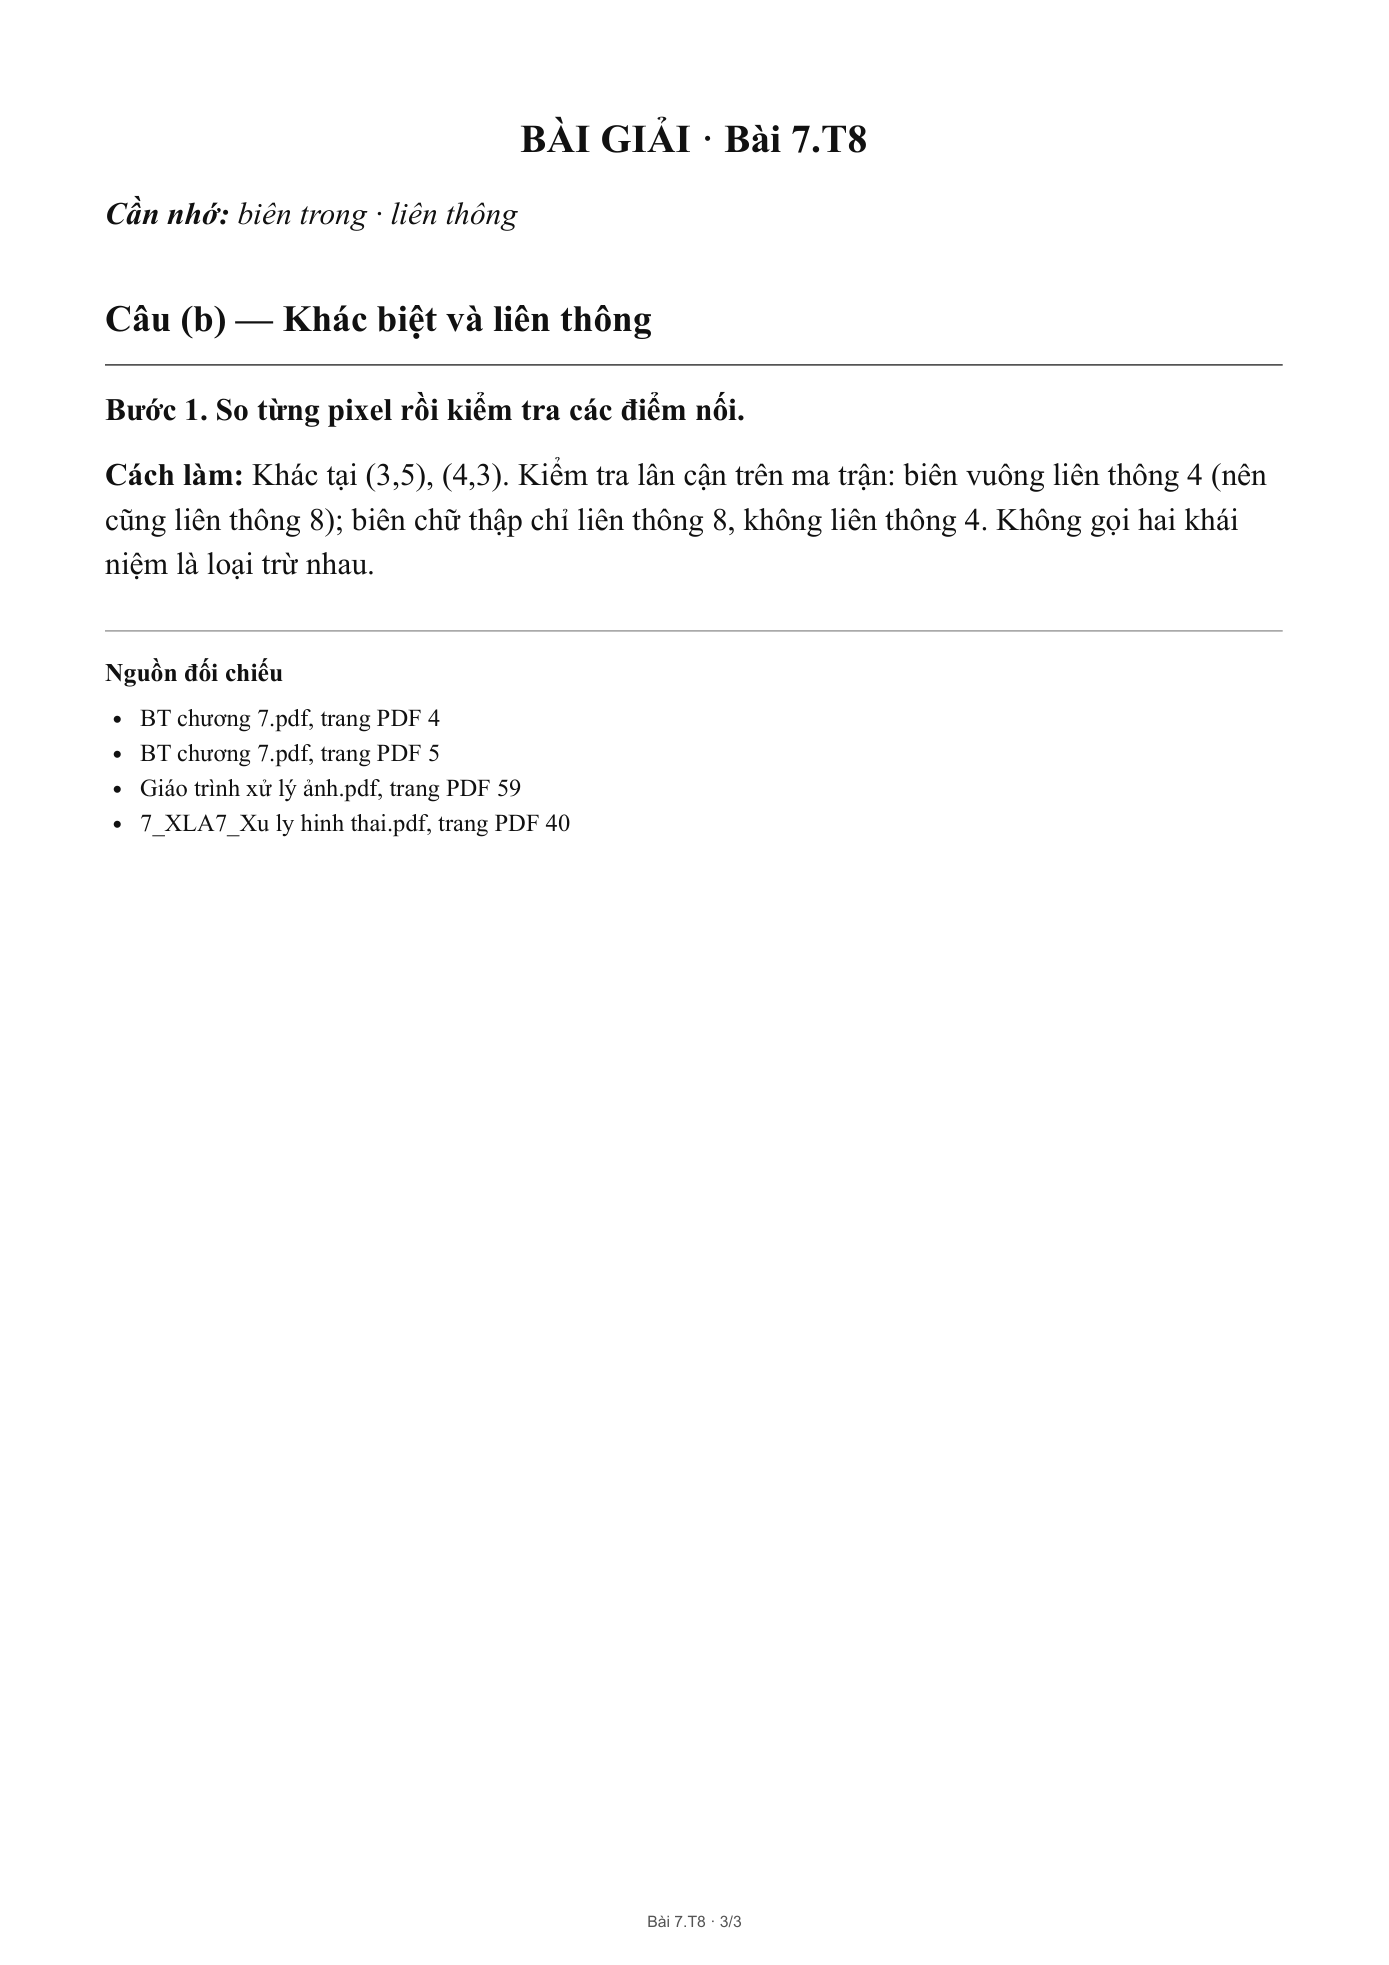 BÀI GIẢI · Bài 7.T8
Cần nhớ: biên trong · liên thông
Câu (b) — Khác biệt và liên thông
Bước 1. So từng pixel rồi kiểm tra các điểm nối.
Cách làm: Khác tại (3,5), (4,3). Kiểm tra lân cận trên ma trận: biên vuông liên thông 4 (nên
cũng liên thông 8); biên chữ thập chỉ liên thông 8, không liên thông 4. Không gọi hai khái
niệm là loại trừ nhau.
Nguồn đối chiếu
• BT chương 7.pdf, trang PDF 4
• BT chương 7.pdf, trang PDF 5
• Giáo trình xử lý ảnh.pdf, trang PDF 59
• 7_XLA7_Xu ly hinh thai.pdf, trang PDF 40
Bài 7.T8 · 3/3